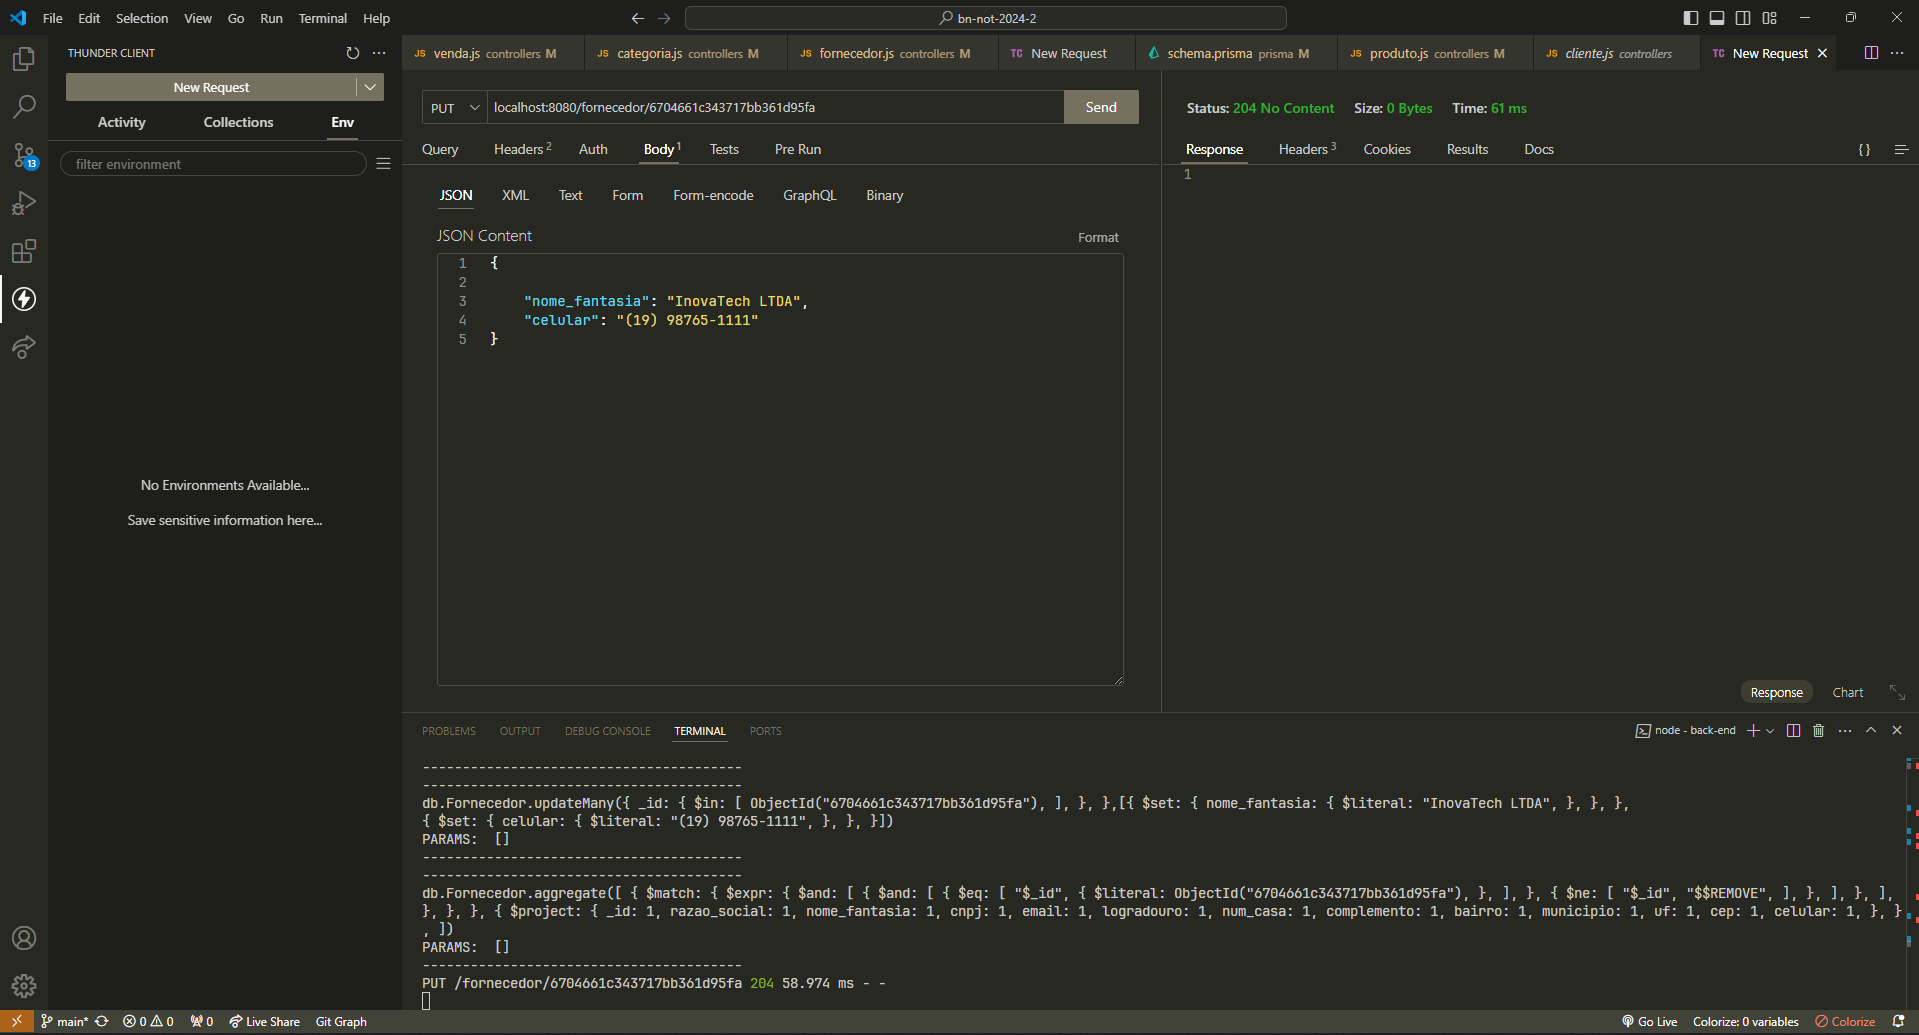 File Edit Selection View Go Run Terminal Help
bn-not-2024-2
THUNDER CLIENT
New Request
Activity Collections Env
filter environment
No Environments Available...
Save sensitive information here...
13
JS venda.js controllers M JS categoria.js controllers M JS fornecedor.js controllers M TC New Request schema.prisma prisma M JS produto.js controllers M JS cliente.js controllers TC New Request
PUT localhost:8080/fornecedor/6704661c343717bb361d95fa Send
Query Headers 2 Auth Body 1 Tests Pre Run
JSON XML Text Form Form-encode GraphQL Binary
JSON Content Format
1 {
2
3 "nome_fantasia": "InovaTech LTDA",
4 "celular": "(19) 98765-1111"
5 }
Status: 204 No Content Size: 0 Bytes Time: 61 ms
Response Headers 3 Cookies Results Docs {}
1
Response Chart
PROBLEMS OUTPUT DEBUG CONSOLE TERMINAL PORTS
node - back-end
----------------------------------------
----------------------------------------
db.Fornecedor.updateMany({ _id: { $in: [ ObjectId("6704661c343717bb361d95fa"), ], }, },[{ $set: { nome_fantasia: { $literal: "InovaTech LTDA", }, }, },
{ $set: { celular: { $literal: "(19) 98765-1111", }, }, }])
PARAMS: []
----------------------------------------
----------------------------------------
db.Fornecedor.aggregate([ { $match: { $expr: { $and: [ { $and: [ { $eq: [ "$_id", { $literal: ObjectId("6704661c343717bb361d95fa"), }, ], }, { $ne: [ "$_id", "$$REMOVE", ], }, ], }, ],
}, }, }, { $project: { _id: 1, razao_social: 1, nome_fantasia: 1, cnpj: 1, email: 1, logradouro: 1, num_casa: 1, complemento: 1, bairro: 1, municipio: 1, uf: 1, cep: 1, celular: 1, }, }
, ])
PARAMS: []
----------------------------------------
PUT /fornecedor/6704661c343717bb361d95fa 204 58.974 ms - -
main* 0 0 0 Live Share Git Graph
Go Live Colorize: 0 variables Colorize